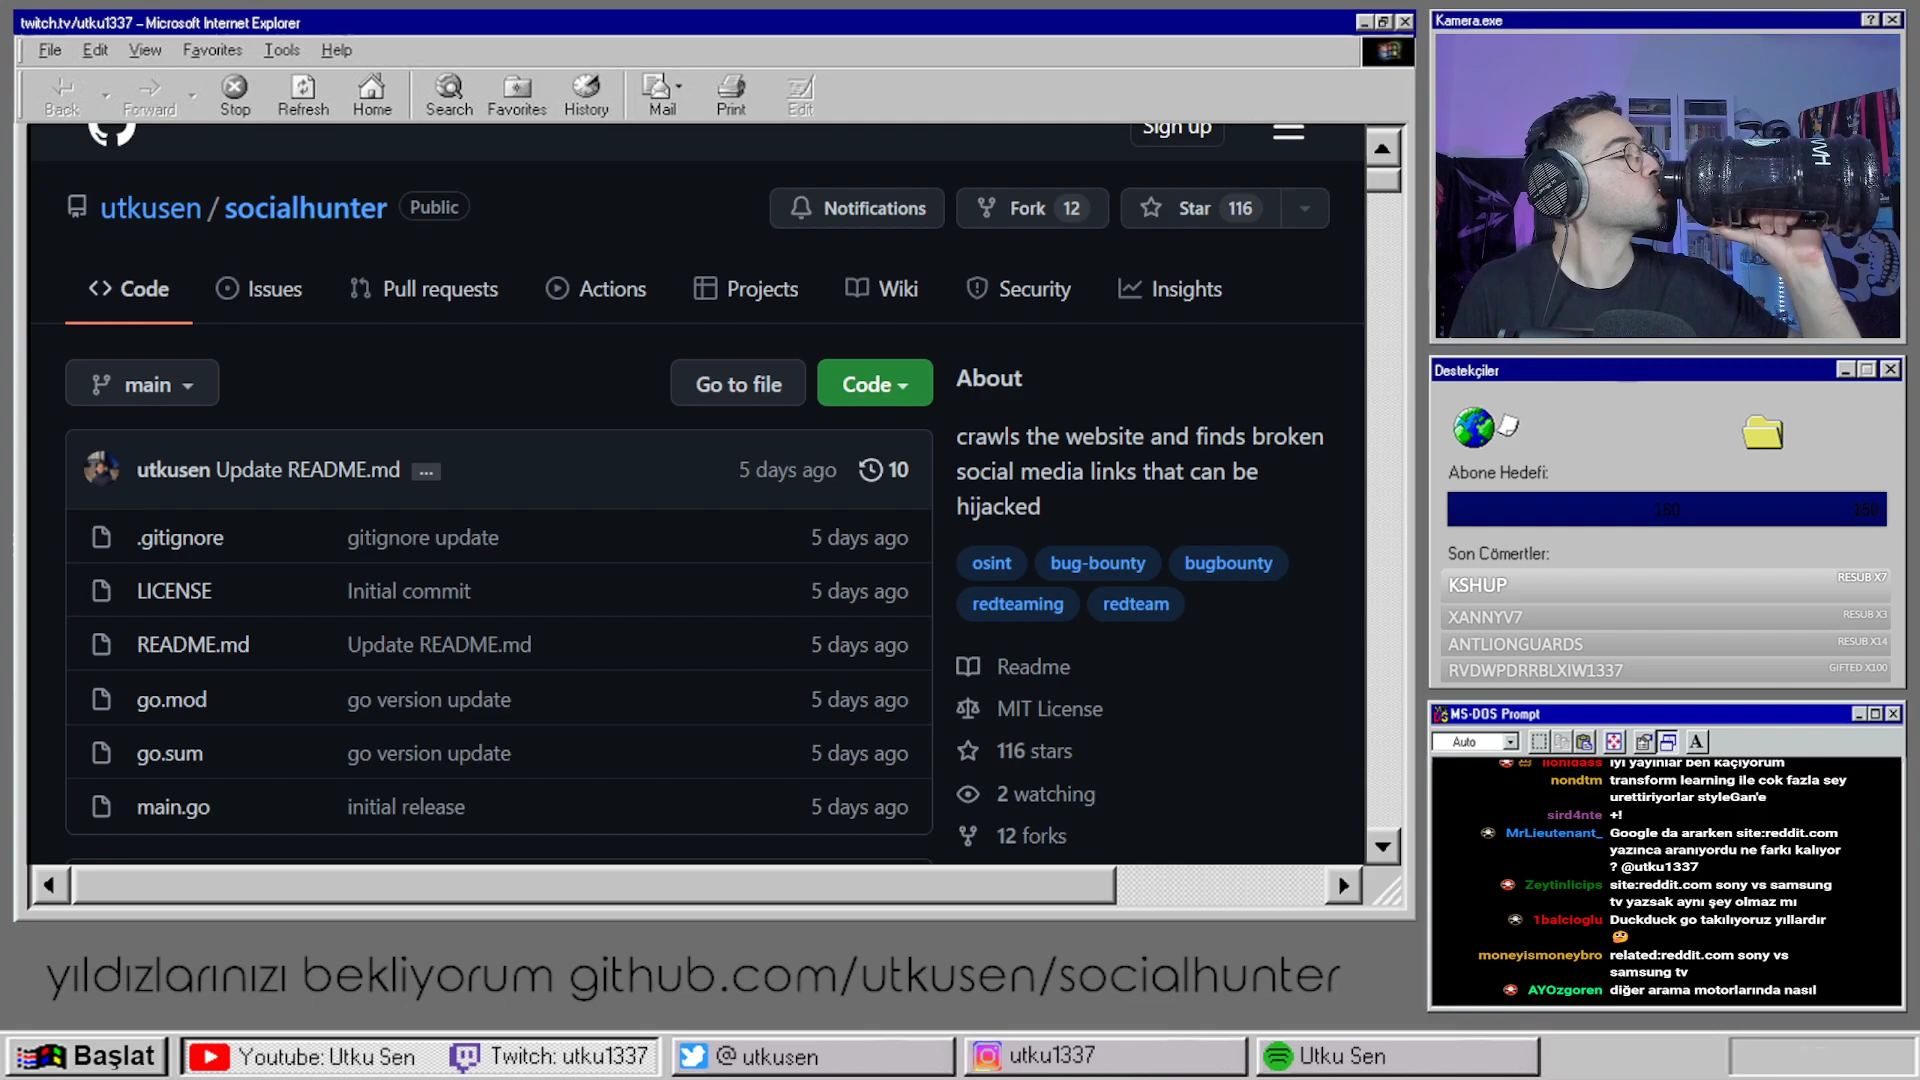 twitch.tv/utku1337 – Microsoft Internet Explorer
File Edit View Favorites Tools Help
Back Forward Stop Refresh Home Search Favorites History Mail Print Edit
Sign up
utkusen / socialhunter Public
Notifications Fork 12 Star 116
Code Issues Pull requests Actions Projects Wiki Security Insights
main Go to file Code
utkusen Update README.md ... 5 days ago 10
.gitignore gitignore update 5 days ago
LICENSE Initial commit 5 days ago
README.md Update README.md 5 days ago
go.mod go version update 5 days ago
go.sum go version update 5 days ago
main.go initial release 5 days ago
About
crawls the website and finds broken
social media links that can be
hijacked
osint bug-bounty bugbounty
redteaming redteam
Readme
MIT License
116 stars
2 watching
12 forks
yıldızlarınızı bekliyorum github.com/utkusen/socialhunter
Kamera.exe
Destekçiler
Abone Hedefi:
160 150
Son Cömertler:
KSHUP RESUB X7
XANNYV7 RESUB X3
ANTLIONGUARDS RESUB X14
RVDWPDRRBLXIW1337 GIFTED X100
MS-DOS Prompt
Auto A
lionidass iyi yayınlar ben kaçıyorum
nondtm transform learning ile cok fazla sey
urettiriyorlar styleGan'e
sird4nte +!
MrLieutenant_ Google da ararken site:reddit.com
yazınca aranıyordu ne farkı kalıyor
? @utku1337
Zeytinlicips site:reddit.com sony vs samsung
tv yazsak aynı şey olmaz mı
1balcioglu Duckduck go takılıyoruz yıllardır
moneyismoneybro related:reddit.com sony vs
samsung tv
AYOzgoren diğer arama motorlarında nasıl
Başlat Youtube: Utku Sen Twitch: utku1337 @utkusen utku1337 Utku Sen